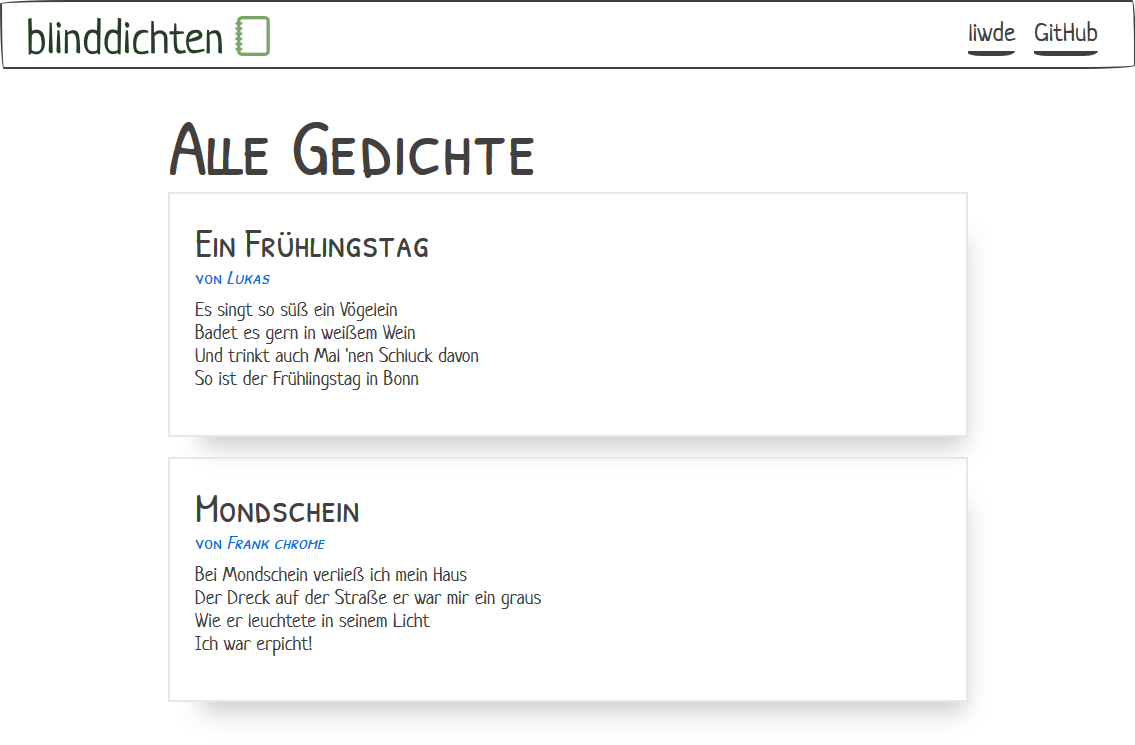 blinddichten
liwde GitHub
Alle Gedichte
Ein Frühlingstag
von Lukas
Es singt so süß ein Vögelein
Badet es gern in weißem Wein
Und trinkt auch Mal 'nen Schluck davon
So ist der Frühlingstag in Bonn
Mondschein
von Frank chrome
Bei Mondschein verließ ich mein Haus
Der Dreck auf der Straße er war mir ein graus
Wie er leuchtete in seinem Licht
Ich war erpicht!